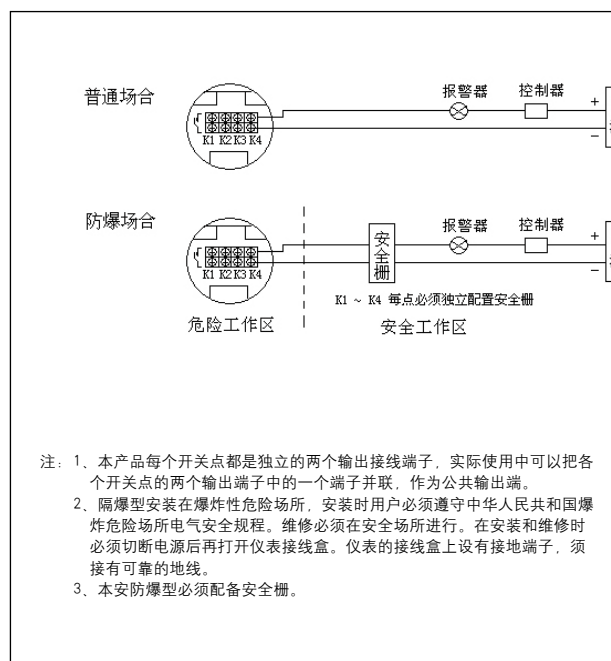 普通场合
报警器
控制器
+
K1 K2 K3 K4
−
防爆场合
安全栅
报警器
控制器
+
K1 K2 K3 K4
−
K1 ~ K4 每点必须独立配置安全栅
危险工作区
安全工作区
注：1、本产品每个开关点都是独立的两个输出接线端子，实际使用中可以把各
个开关点的两个输出端子中的一个端子并联，作为公共输出端。
2、隔爆型安装在爆炸性危险场所，安装时用户必须遵守中华人民共和国爆
炸危险场所电气安全规程。维修必须在安全场所进行。在安装和维修时
必须切断电源后再打开仪表接线盒。仪表的接线盒上设有接地端子，须
接有可靠的地线。
3、本安防爆型必须配备安全栅。